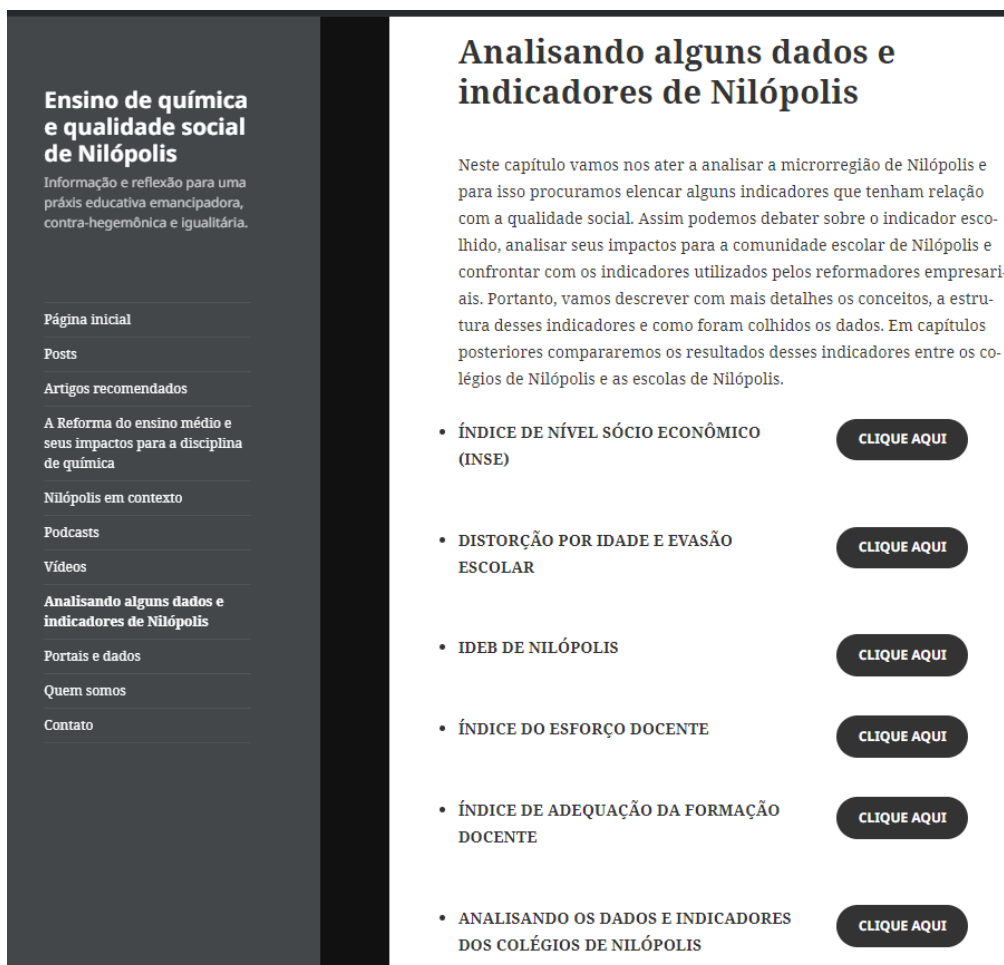 Ensino de química
e qualidade social
de Nilópolis
Informação e reflexão para uma
práxis educativa emancipadora,
contra-hegemônica e igualitária.
Página inicial
Posts
Artigos recomendados
A Reforma do ensino médio e
seus impactos para a disciplina
de química
Nilópolis em contexto
Podcasts
Vídeos
Analisando alguns dados e
indicadores de Nilópolis
Portais e dados
Quem somos
Contato
Analisando alguns dados e
indicadores de Nilópolis
Neste capítulo vamos nos ater a analisar a microrregião de Nilópolis e
para isso procuramos elencar alguns indicadores que tenham relação
com a qualidade social. Assim podemos debater sobre o indicador esco-
lhido, analisar seus impactos para a comunidade escolar de Nilópolis e
confrontar com os indicadores utilizados pelos reformadores empresari-
ais. Portanto, vamos descrever com mais detalhes os conceitos, a estru-
tura desses indicadores e como foram colhidos os dados. Em capítulos
posteriores compararemos os resultados desses indicadores entre os co-
légios de Nilópolis e as escolas de Nilópolis.
• ÍNDICE DE NÍVEL SÓCIO ECONÔMICO
(INSE)
CLIQUE AQUI
• DISTORÇÃO POR IDADE E EVASÃO
ESCOLAR
CLIQUE AQUI
• IDEB DE NILÓPOLIS
CLIQUE AQUI
• ÍNDICE DO ESFORÇO DOCENTE
CLIQUE AQUI
• ÍNDICE DE ADEQUAÇÃO DA FORMAÇÃO
DOCENTE
CLIQUE AQUI
• ANALISANDO OS DADOS E INDICADORES
DOS COLÉGIOS DE NILÓPOLIS
CLIQUE AQUI